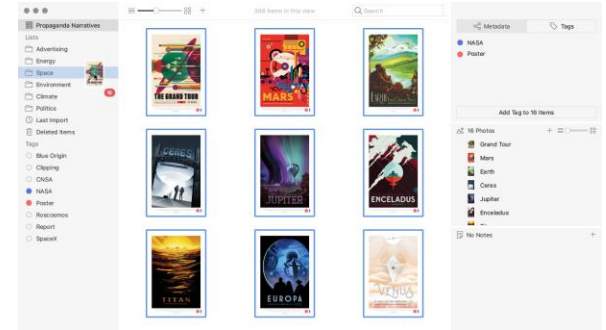 Propaganda Narratives
Lists
Advertising
Energy
Space
Environment
Climate
Politics
Last Import
Deleted Items
Tags
Blue Origin
Clipping
CNSA
NASA
Poster
Roscosmos
Report
SpaceX
16
308 items in this view
Search
THE GRAND TOUR
MARS
EARTH
CERES
JUPITER
ENCELADUS
TITAN
EUROPA
VENUS
Metadata
Tags
NASA
Poster
Add Tag to 16 Items
16 Photos
Grand Tour
Mars
Earth
Ceres
Jupiter
Enceladus
No Notes